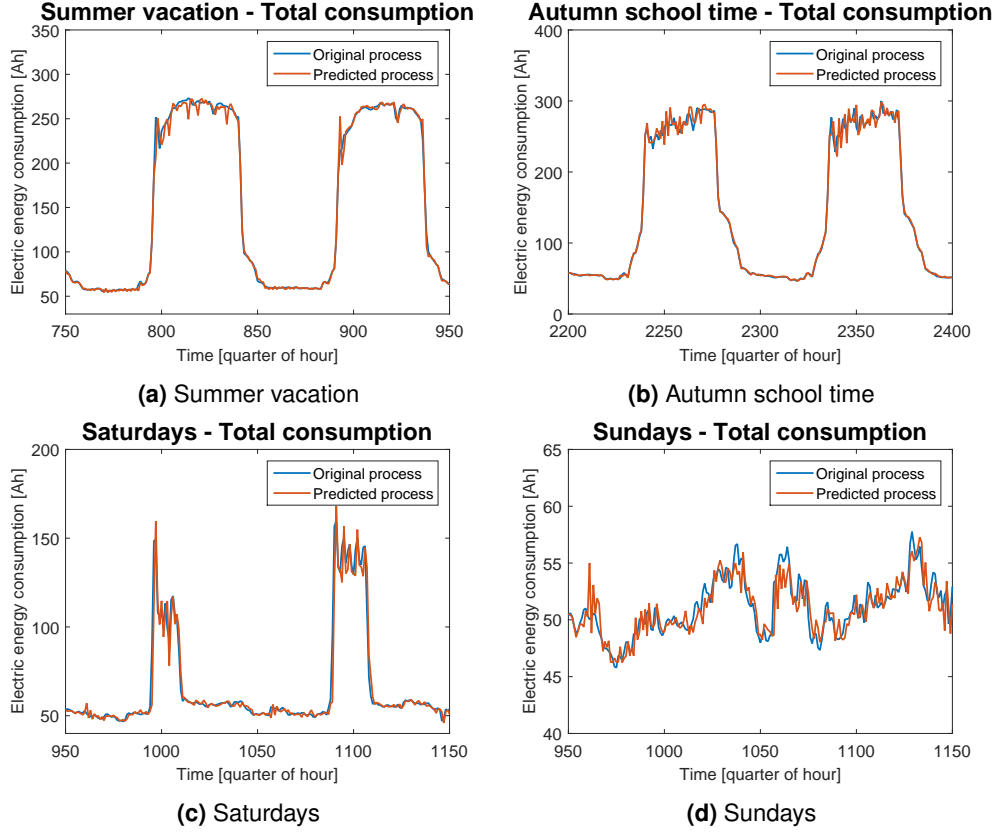 Summer vacation - Total consumption
Electric energy consumption [Ah]
350
300
250
200
150
100
50
Original process
Predicted process
750
800
850
900
950
Time [quarter of hour]
(a) Summer vacation
Autumn school time - Total consumption
Electric energy consumption [Ah]
400
300
200
100
0
Original process
Predicted process
2200
2250
2300
2350
2400
Time [quarter of hour]
(b) Autumn school time
Saturdays - Total consumption
Electric energy consumption [Ah]
200
150
100
50
Original process
Predicted process
950
1000
1050
1100
1150
Time [quarter of hour]
(c) Saturdays
Sundays - Total consumption
Electric energy consumption [Ah]
65
60
55
50
45
40
Original process
Predicted process
950
1000
1050
1100
1150
Time [quarter of hour]
(d) Sundays